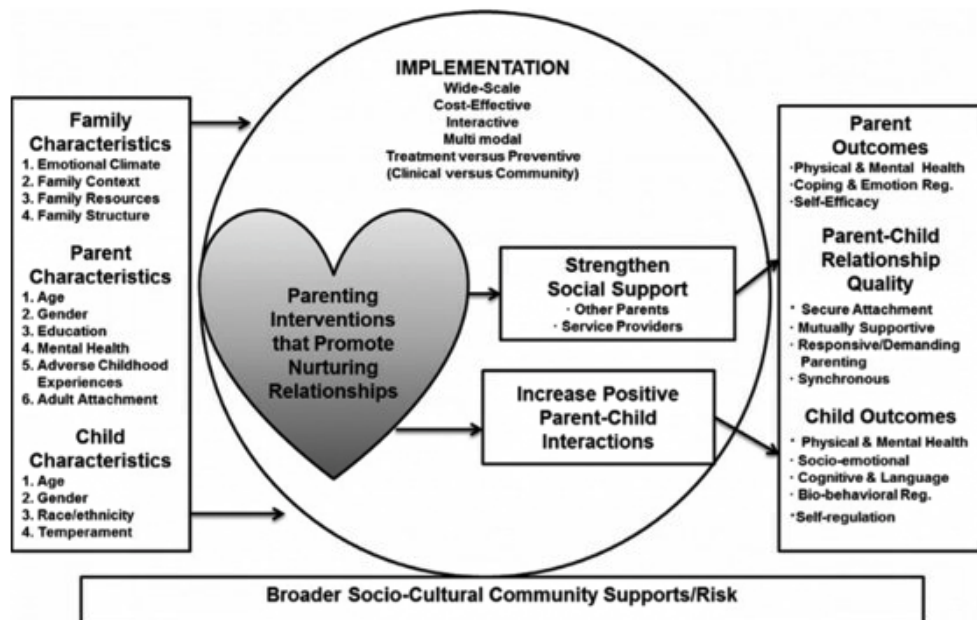 IMPLEMENTATION
Wide-Scale
Cost-Effective
Interactive
Multi modal
Treatment versus Preventive
(Clinical versus Community)
Family
Characteristics
1. Emotional Climate
2. Family Context
3. Family Resources
4. Family Structure
Parent
Characteristics
1. Age
2. Gender
3. Education
4. Mental Health
5. Adverse Childhood
Experiences
6. Adult Attachment
Child
Characteristics
1. Age
2. Gender
3. Race/ethnicity
4. Temperament
Parenting
Interventions
that Promote
Nurturing
Relationships
Strengthen
Social Support
· Other Parents
· Service Providers
Increase Positive
Parent-Child
Interactions
Parent
Outcomes
·Physical & Mental Health
·Coping & Emotion Reg.
·Self-Efficacy
Parent-Child
Relationship
Quality
· Secure Attachment
· Mutually Supportive
· Responsive/Demanding
Parenting
· Synchronous
Child Outcomes
· Physical & Mental Health
· Socio-emotional
· Cognitive & Language
· Bio-behavioral Reg.
·Self-regulation
Broader Socio-Cultural Community Supports/Risk